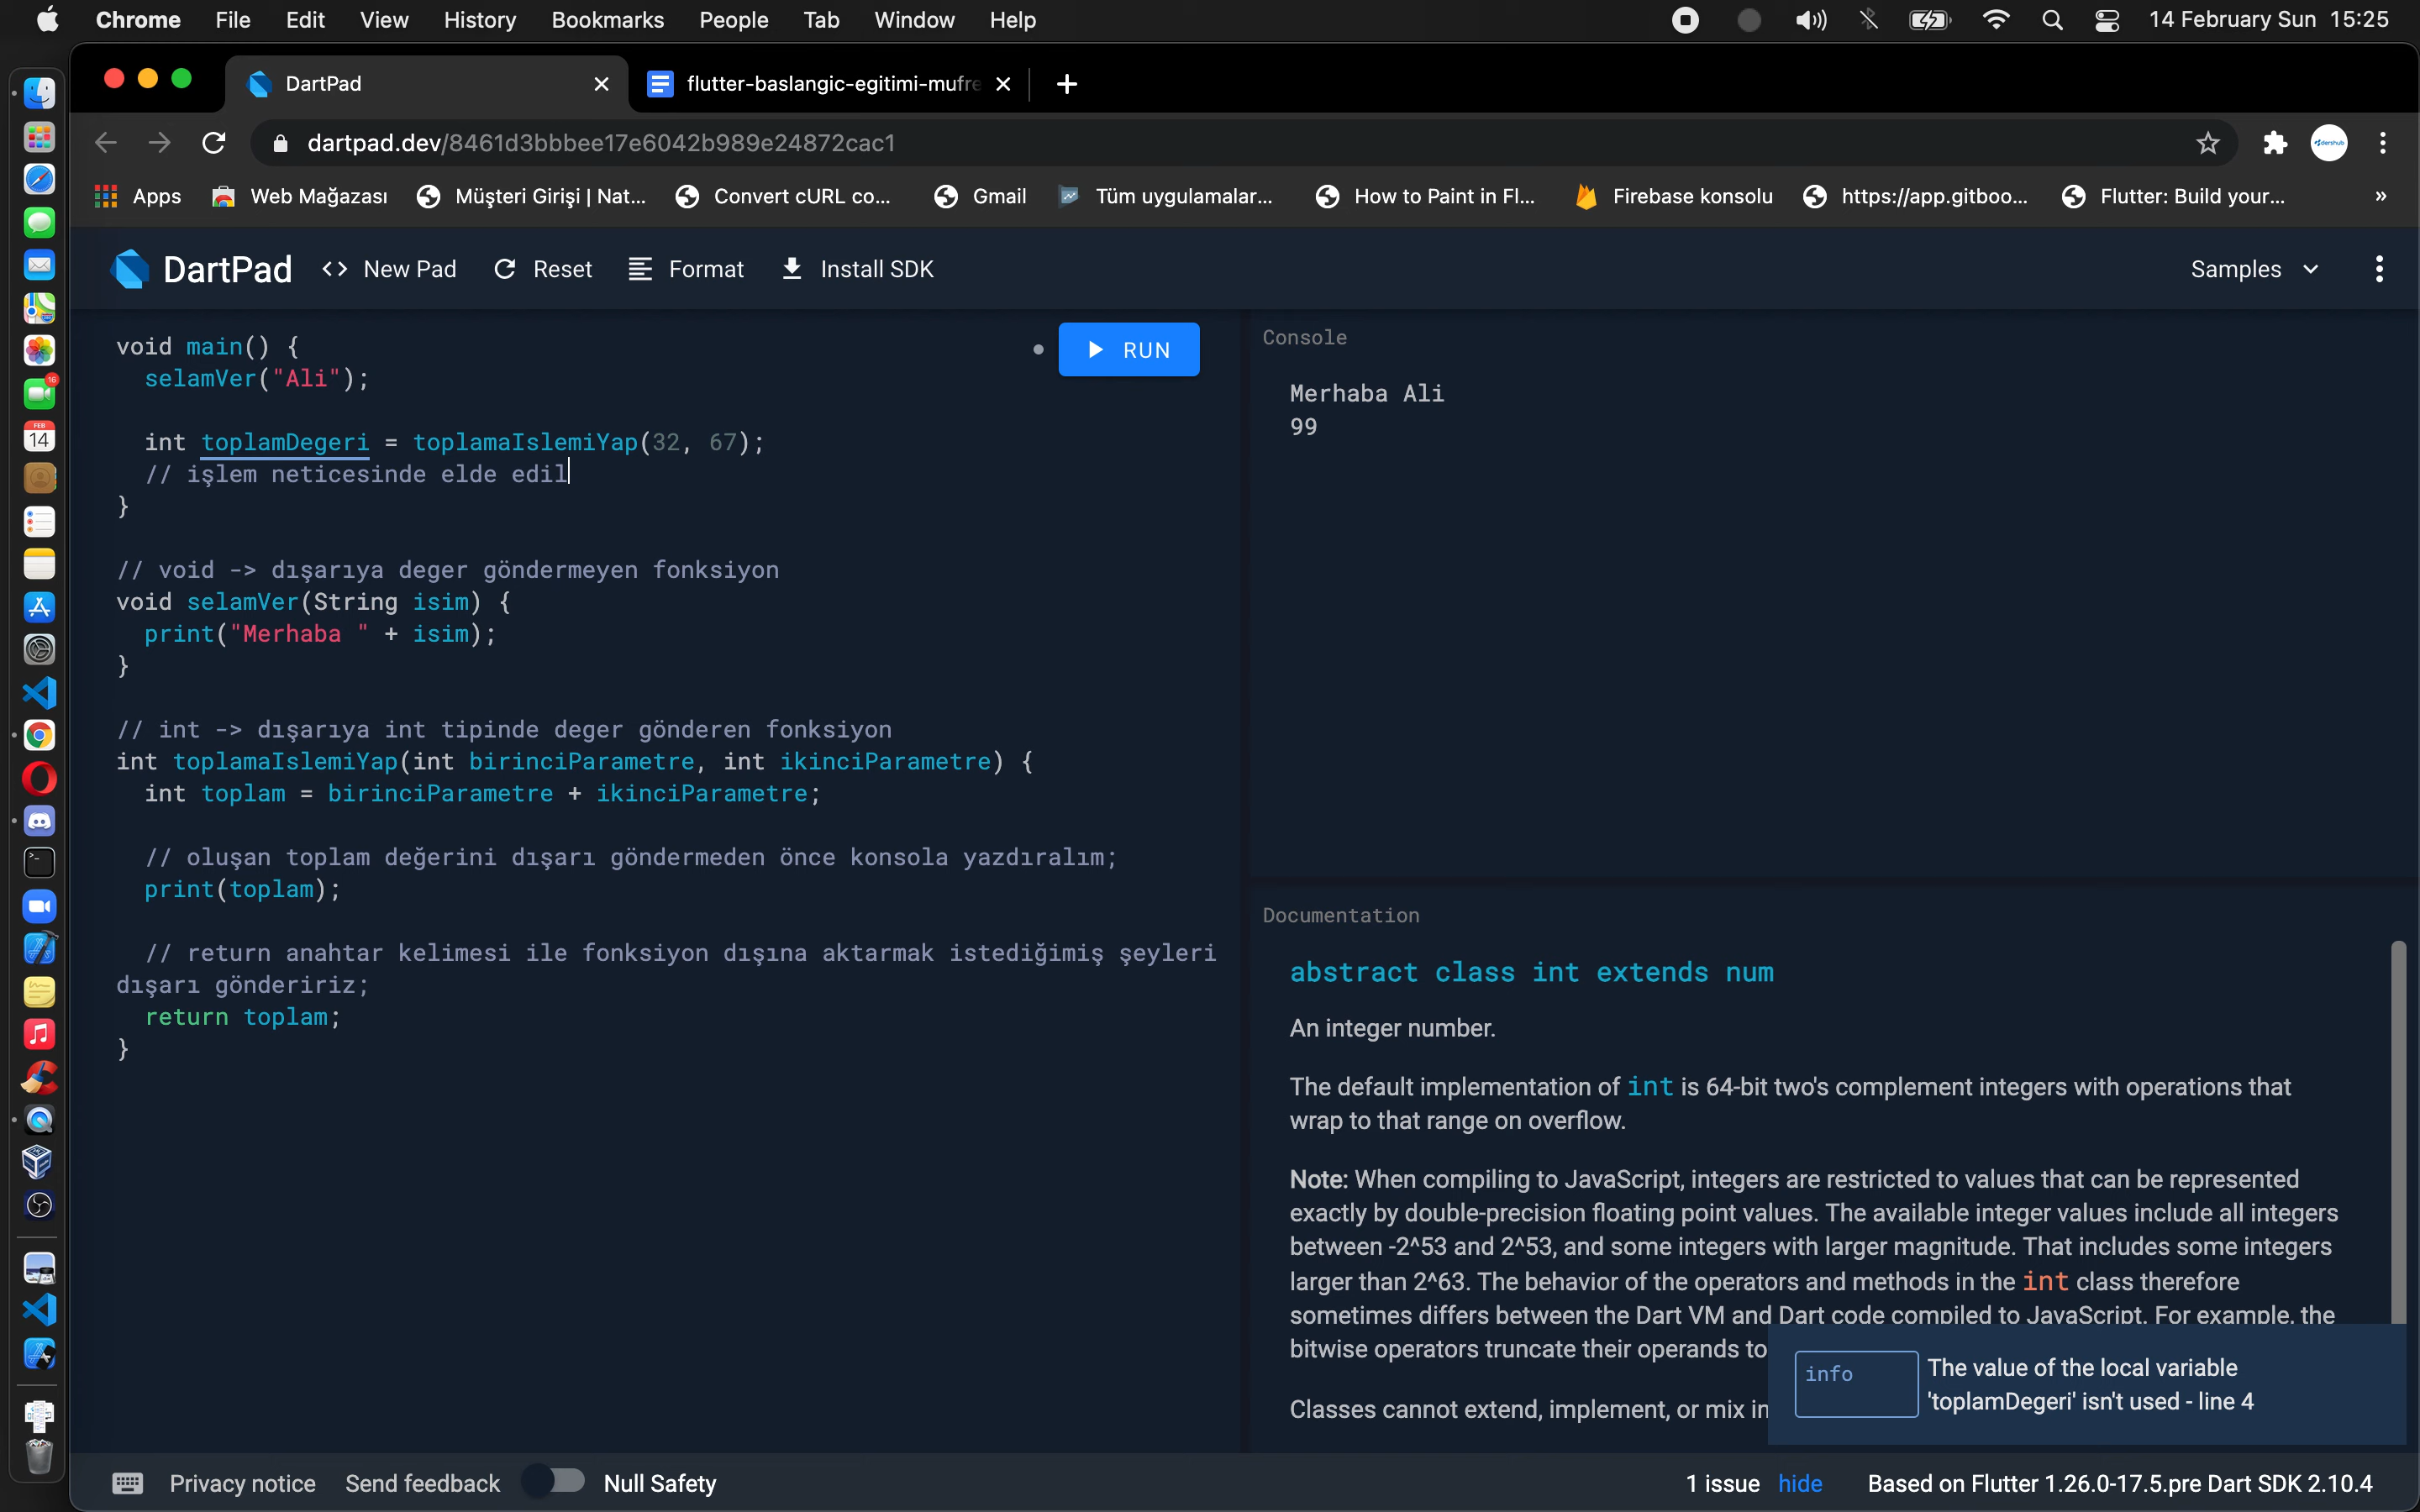 Chrome File Edit View History Bookmarks People Tab Window Help 14 February Sun 15:25
DartPad flutter-baslangic-egitimi-mufre
dartpad.dev/8461d3bbbee17e6042b989e24872cac1 dershub
Apps Web Mağazası Müşteri Girişi | Nat... Convert cURL co... Gmail Tüm uygulamalar... How to Paint in Fl... Firebase konsolu https://app.gitboo... Flutter: Build your... »
DartPad <> New Pad Reset Format Install SDK Samples
RUN
void main() {
selamVer("Ali");
int toplamDegeri = toplamaIslemiYap(32, 67);
// işlem neticesinde elde edil
}
// void -> dışarıya deger göndermeyen fonksiyon
void selamVer(String isim) {
print("Merhaba " + isim);
}
// int -> dışarıya int tipinde deger gönderen fonksiyon
int toplamaIslemiYap(int birinciParametre, int ikinciParametre) {
int toplam = birinciParametre + ikinciParametre;
// oluşan toplam değerini dışarı göndermeden önce konsola yazdıralım;
print(toplam);
// return anahtar kelimesi ile fonksiyon dışına aktarmak istediğimiş şeyleri
dışarı göndeririz;
return toplam;
}
Console
Merhaba Ali
99
Documentation
abstract class int extends num
An integer number.
The default implementation of int is 64-bit two's complement integers with operations that
wrap to that range on overflow.
Note: When compiling to JavaScript, integers are restricted to values that can be represented
exactly by double-precision floating point values. The available integer values include all integers
between -2^53 and 2^53, and some integers with larger magnitude. That includes some integers
larger than 2^63. The behavior of the operators and methods in the int class therefore
sometimes differs between the Dart VM and Dart code compiled to JavaScript. For example, the
bitwise operators truncate their operands to
Classes cannot extend, implement, or mix in
info
The value of the local variable
'toplamDegeri' isn't used - line 4
16
FEB
14
Privacy notice Send feedback Null Safety 1 issue hide Based on Flutter 1.26.0-17.5.pre Dart SDK 2.10.4